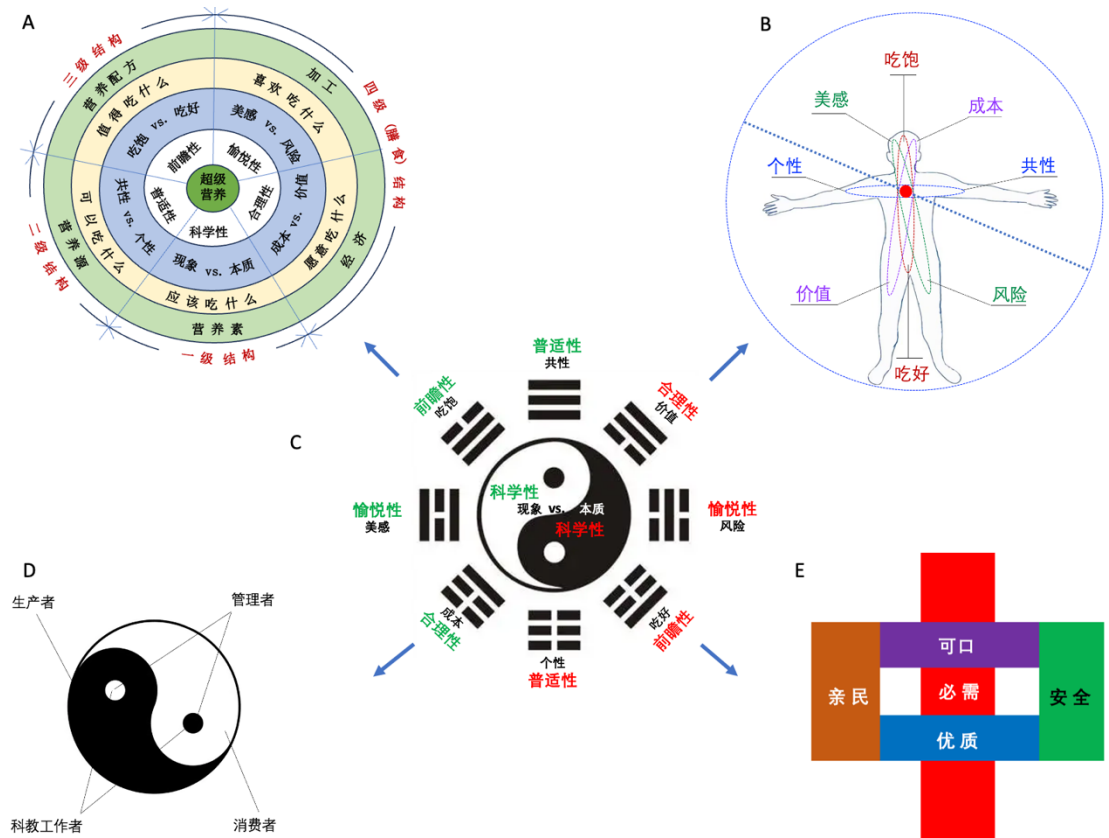 A
三级结构
四级（膳食）结构
二级结构
一级结构
营养配方
加工
营养源
经济
营养素
值得吃什么
喜欢吃什么
可以吃什么
愿意吃什么
应该吃什么
吃饱 vs. 吃好
美感 vs. 风险
共性 vs. 个性
成本 vs. 价值
现象 vs. 本质
前瞻性
愉悦性
普适性
合理性
科学性
超级
营养
B
吃饱
美感
成本
个性
共性
价值
风险
吃好
C
普适性
共性
前瞻性
吃饱
合理性
价值
愉悦性
美感
科学性
现象 vs. 本质
科学性
愉悦性
风险
成本
合理性
个性
普适性
吃好
前瞻性
D
生产者
管理者
科教工作者
消费者
E
可口
亲民
必需
安全
优质